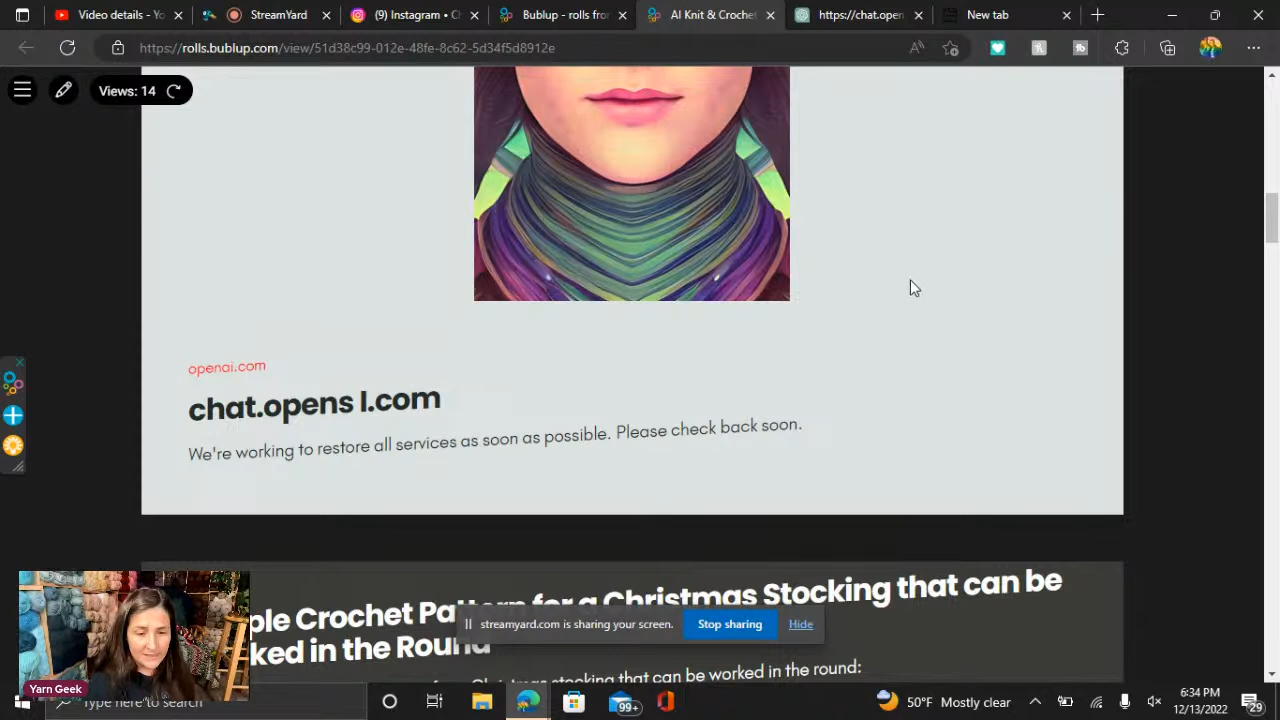 Video details - Yo
StreamYard
(9) Instagram • C
Bublup - rolls fro
AI Knit & Croche
https://chat.open
New tab
https://rolls.bublup.com/view/51d38c99-012e-48fe-8c62-5d34f5d8912e
Views: 14
openai.com
chat.opens I.com
We're working to restore all services as soon as possible. Please check back soon.
ple Crochet Pattern for a Christmas Stocking that can be
ked in the Round
Christmas stocking that can be worked in the round:
streamyard.com is sharing your screen.
Stop sharing
Hide
Yarn Geek
Type here to search
99+
50°F Mostly clear
6:34 PM
12/13/2022
29